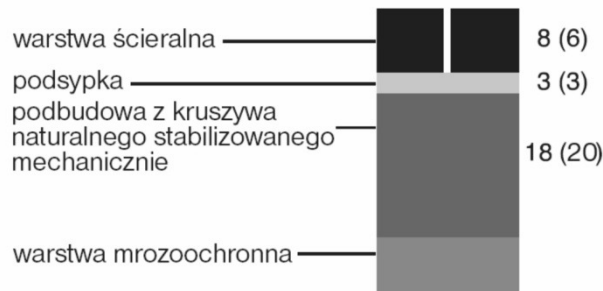 warstwa ścieralna 8 (6)
podsypka 3 (3)
podbudowa z kruszywa
naturalnego stabilizowanego
mechanicznie
18 (20)
warstwa mrozoochronna